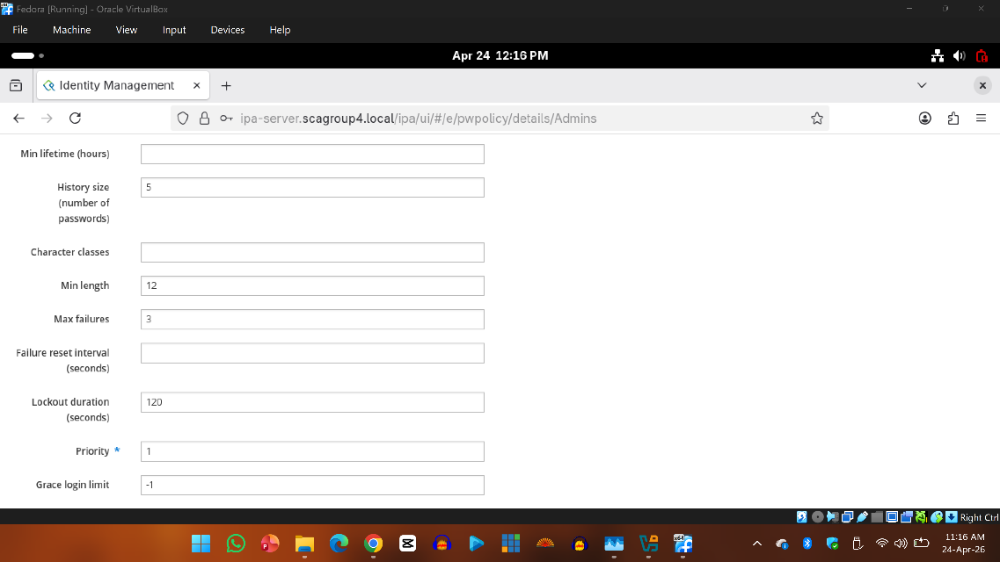 Fedora [Running] - Oracle VirtualBox
File Machine View Input Devices Help
Apr 24 12:16 PM
Identity Management
ipa-server.scagroup4.local/ipa/ui/#/e/pwpolicy/details/Admins
Min lifetime (hours)
History size
(number of
passwords)
5
Character classes
Min length
12
Max failures
3
Failure reset interval
(seconds)
Lockout duration
(seconds)
120
Priority *
1
Grace login limit
-1
Right Ctrl
11:16 AM
24-Apr-26